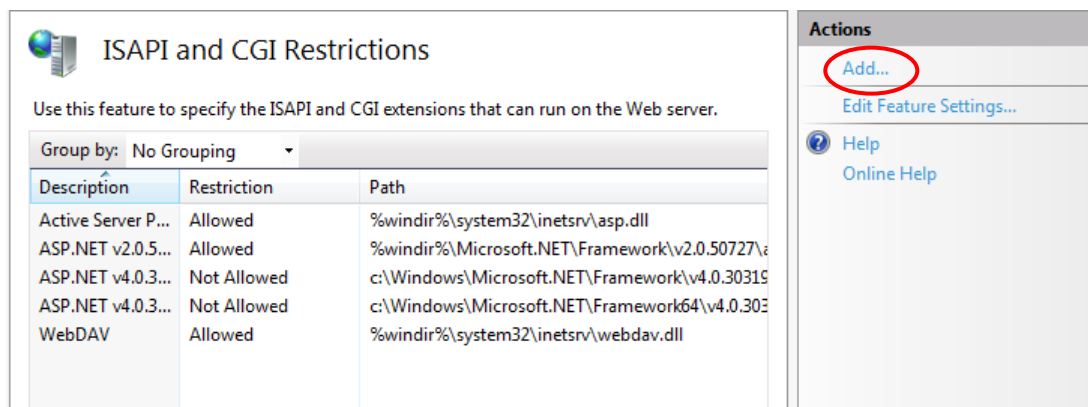 ISAPI and CGI Restrictions
Use this feature to specify the ISAPI and CGI extensions that can run on the Web server.
Group by: No Grouping
Description Restriction Path
Active Server P... Allowed %windir%\system32\inetsrv\asp.dll
ASP.NET v2.0.5... Allowed %windir%\Microsoft.NET\Framework\v2.0.50727\a
ASP.NET v4.0.3... Not Allowed c:\Windows\Microsoft.NET\Framework\v4.0.30319
ASP.NET v4.0.3... Not Allowed c:\Windows\Microsoft.NET\Framework64\v4.0.303
WebDAV Allowed %windir%\system32\inetsrv\webdav.dll
Actions
Add...
Edit Feature Settings...
Help
Online Help